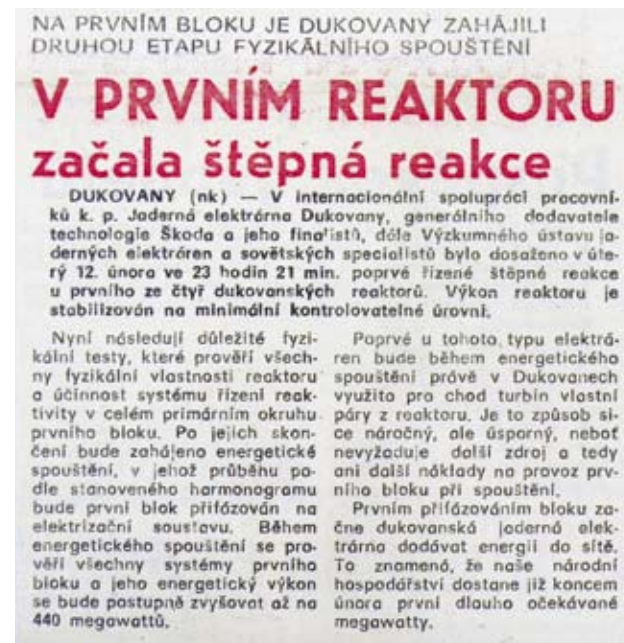 NA PRVNÍM BLOKU JE DUKOVANY ZAHÁJILI
DRUHOU ETAPU FYZIKÁLNÍHO SPOUŠTĚNÍ
V PRVNÍM REAKTORU
začala štěpná reakce
DUKOVANY (nk) — V internacionální spolupráci pracovní-
ků k. p. Jaderná elektrárna Dukovany, generálního dodavatele
technologie Škoda a jeho finalistů, dále Výzkumného ústavu ja-
derných elektráren a sovětských specialistů bylo dosaženo v úte-
rý 12. února ve 23 hodin 21 min. poprvé řízené štěpné reakce
u prvního ze čtyř dukovanských reaktorů. Výkon reaktoru je
stabilizován na minimální kontrolovatelné úrovni.
Nyní následují důležité fyzi-
kální testy, které prověří všech-
ny fyzikální vlastnosti reaktoru
a účinnost systému řízení reak-
tivity v celém primárním okruhu
prvního bloku. Po jejich skon-
čení bude zahájeno energetické
spouštění, v jehož průběhu po-
dle stanoveného harmonogramu
bude první blok přifázován na
elektrizační soustavu. Během
energetického spouštění se pro-
věří všechny systémy prvního
bloku a jeho energetický výkon
se bude postupně zvyšovat až na
440 megawattů.
Poprvé u tohoto typu elektrá-
ren bude během energetického
spouštění právě v Dukovanech
využito pro chod turbin vlastní
páry z reaktoru. Je to způsob si-
ce náročný, ale úsporný, neboť
nevyžaduje další zdroj a tedy
ani další náklady na provoz prv-
ního bloku při spouštění.
Prvním přifázováním bloku za-
čne dukovanská jaderná elek-
trárna dodávat energii do sítě.
To znamená, že naše národní
hospodářství dostane již koncem
února první dlouho očekávané
megawatty.